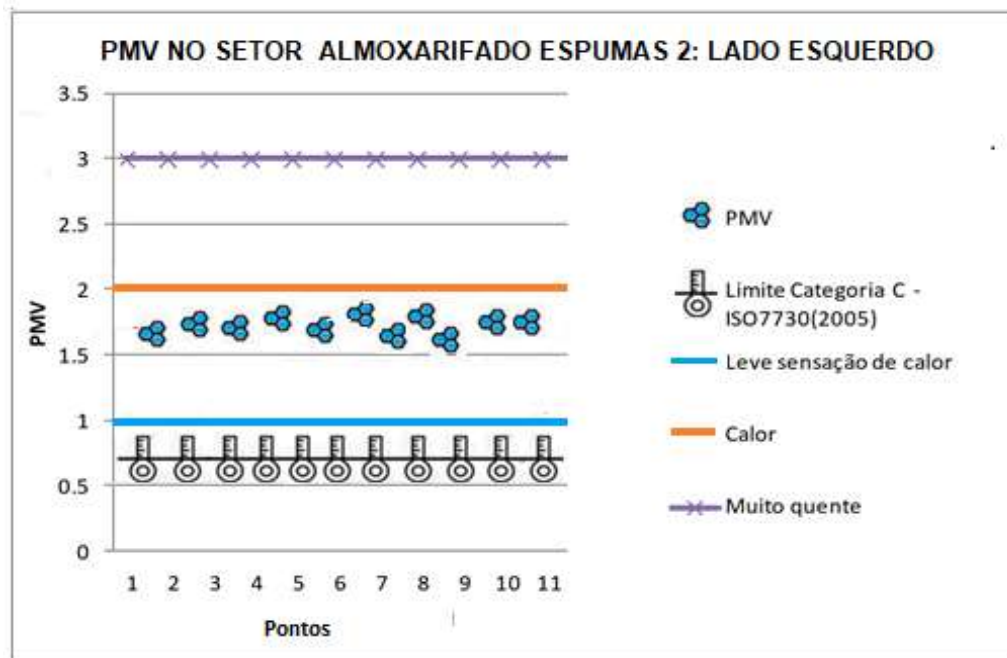 PMV NO SETOR ALMOXARIFADO ESPUMAS 2: LADO ESQUERDO
3.5
3
2.5
2
1.5
1
0.5
0
PMV
1 2 3 4 5 6 7 8 9 10 11
Pontos
PMV
Limite Categoria C -
ISO7730(2005)
Leve sensação de calor
Calor
Muito quente